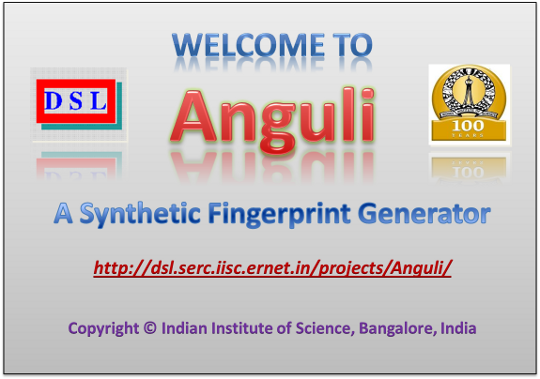 WELCOME TO
DSL
Anguli
100
YEARS
A Synthetic Fingerprint Generator
http://dsl.serc.iisc.ernet.in/projects/Anguli/
Copyright © Indian Institute of Science, Bangalore, India